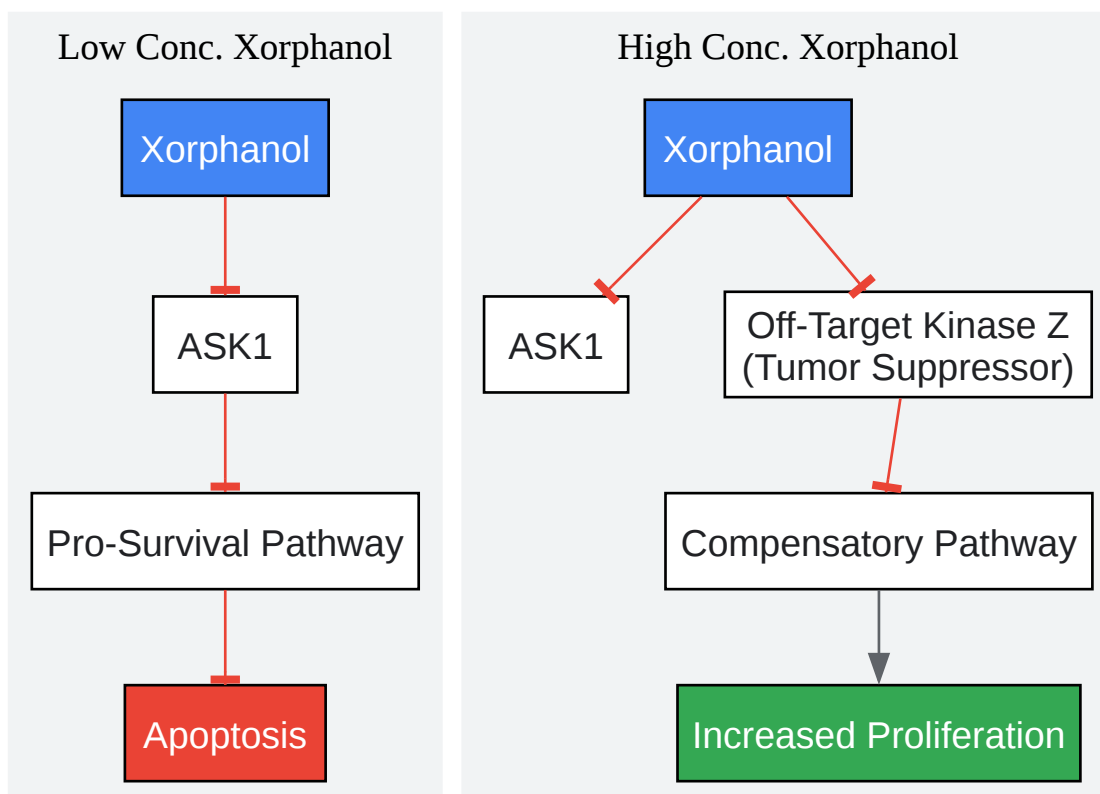 Low Conc. Xorphanol
Xorphanol
ASK1
Pro-Survival Pathway
Apoptosis
High Conc. Xorphanol
Xorphanol
ASK1
Off-Target Kinase Z
(Tumor Suppressor)
Compensatory Pathway
Increased Proliferation